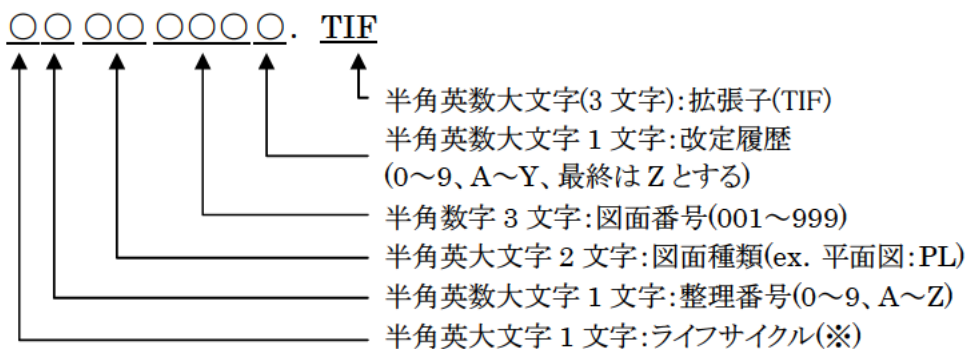 ○○ ○○ ○○○○. TIF
半角英数大文字(3 文字):拡張子(TIF)
半角英数大文字 1 文字:改定履歴
(0～9、A～Y、最終は Z とする)
半角数字 3 文字:図面番号(001～999)
半角英大文字 2 文字:図面種類(ex. 平面図:PL)
半角英数大文字 1 文字:整理番号(0～9、A～Z)
半角英大文字 1 文字:ライフサイクル(※)